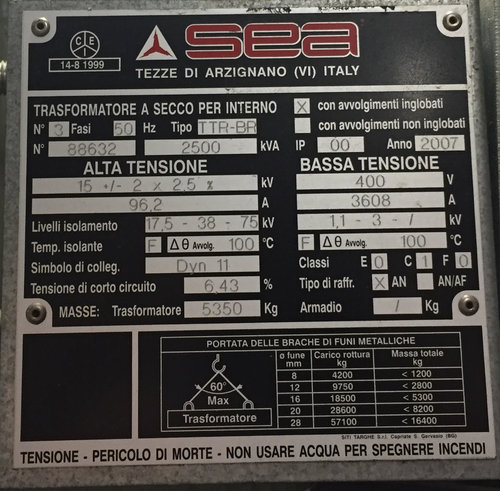 CEI
14-8 1999
sea
TEZZE DI ARZIGNANO (VI) ITALY
TRASFORMATORE A SECCO PER INTERNO
X con avvolgimenti inglobati
con avvolgimenti non inglobati
N° 3 Fasi 50 Hz Tipo TTR-BR
N° 88632 2500 kVA IP 00 Anno 2007
ALTA TENSIONE BASSA TENSIONE
15 +/- 2 x 2,5 % kV 400 V
96,2 A 3608 A
Livelli isolamento 17,5 - 38 - 75 kV 1,1 - 3 - / kV
Temp. isolante F Δθ Avvolg. 100 °C F Δθ Avvolg. 100 °C
Simbolo di colleg. Dyn 11 Classi E 0 C 1 F 0
Tensione di corto circuito 6,43 % Tipo di raffr. X AN AN/AF
MASSE: Trasformatore 5350 Kg Armadio / Kg
PORTATA DELLE BRACHE DI FUNI METALLICHE
60° Max
Trasformatore
ø fune mm Carico rottura kg Massa totale kg
8 4200 < 1200
12 9750 < 2800
16 18500 < 5300
20 28600 < 8200
28 57100 < 16400
SITI TARGHE S.r.l. Capriate S. Gervasio (BG)
TENSIONE - PERICOLO DI MORTE - NON USARE ACQUA PER SPEGNERE INCENDI